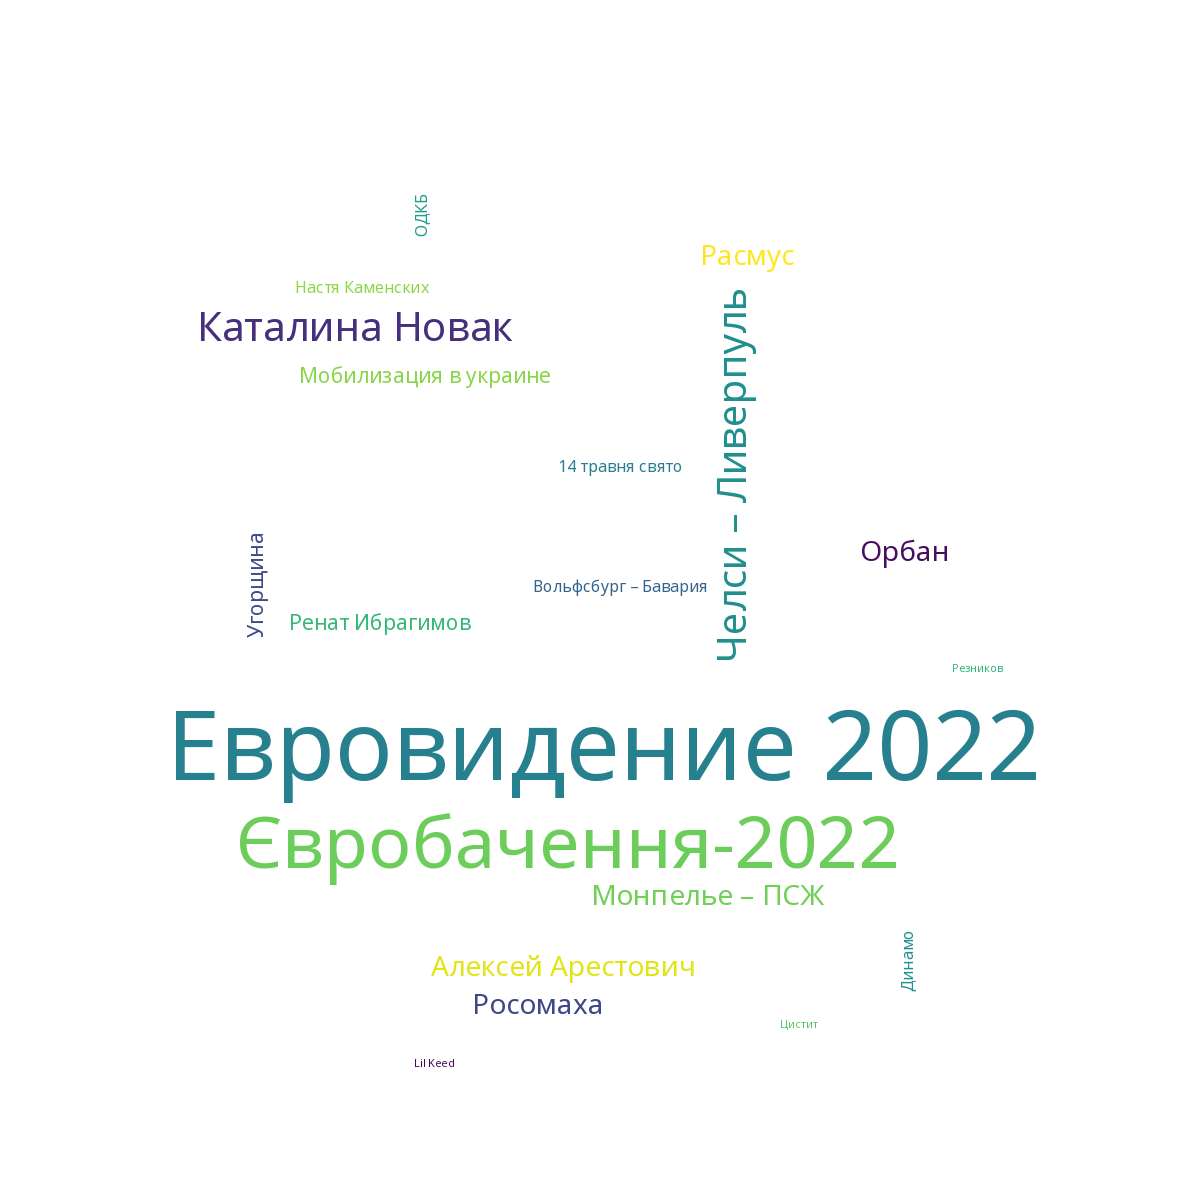 ОДКБ
Расмус
Настя Каменских
Каталина Новак
Челси – Ливерпуль
Мобилизация в украине
14 травня свято
Угорщина
Орбан
Вольфсбург – Бавария
Ренат Ибрагимов
Резников
Евровидение 2022
Євробачення-2022
Монпелье – ПСЖ
Динамо
Алексей Арестович
Росомаха
Цистит
Lil Keed